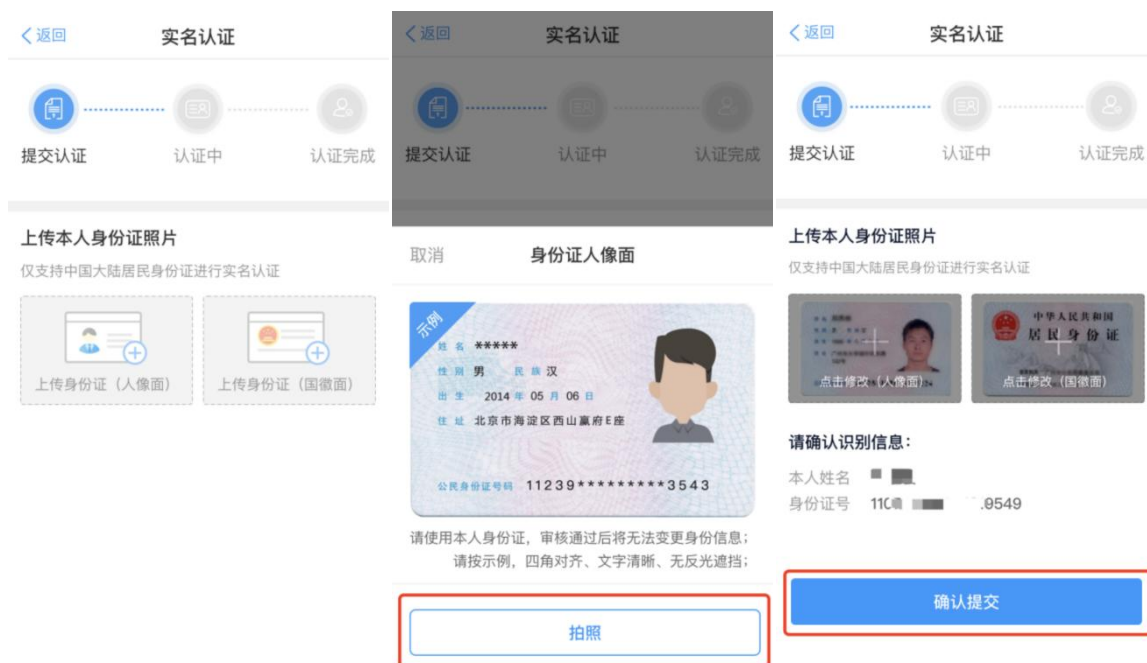 返回
实名认证
提交认证
认证中
认证完成
上传本人身份证照片
仅支持中国大陆居民身份证进行实名认证
上传身份证（人像面）
上传身份证（国徽面）
返回
实名认证
提交认证
认证中
认证完成
取消
身份证人像面
示例
姓 名 *****
性 别 男 民 族 汉
出 生 2014 年 05 月 06 日
住 址 北京市海淀区西山赢府E座
公民身份证号码 11239*********3543
请使用本人身份证，审核通过后将无法变更身份信息；
请按示例，四角对齐、文字清晰、无反光遮挡；
拍照
返回
实名认证
提交认证
认证中
认证完成
上传本人身份证照片
仅支持中国大陆居民身份证进行实名认证
点击修改（人像面）
中华人民共和国
居民身份证
点击修改（国徽面）
请确认识别信息：
本人姓名
身份证号
确认提交